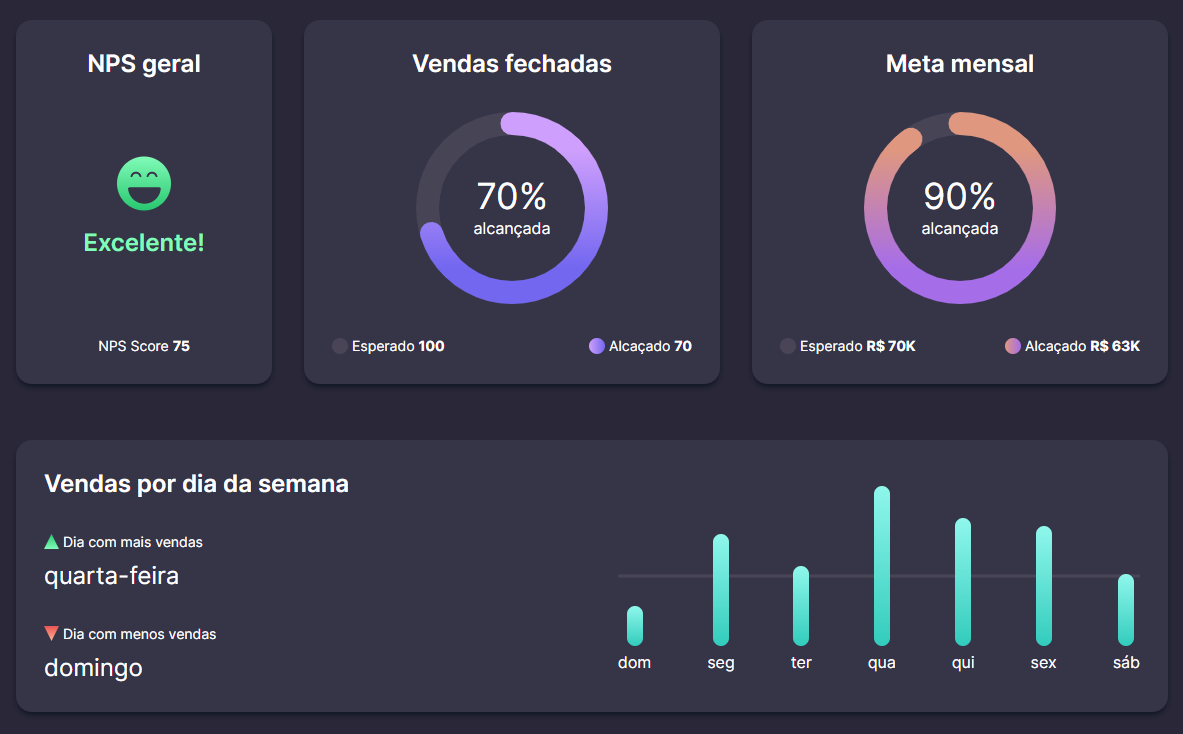 NPS geral
Excelente!
NPS Score 75
Vendas fechadas
70%
alcançada
Esperado 100
Alcaçado 70
Meta mensal
90%
alcançada
Esperado R$ 70K
Alcaçado R$ 63K
Vendas por dia da semana
Dia com mais vendas
quarta-feira
Dia com menos vendas
domingo
dom seg ter qua qui sex sáb